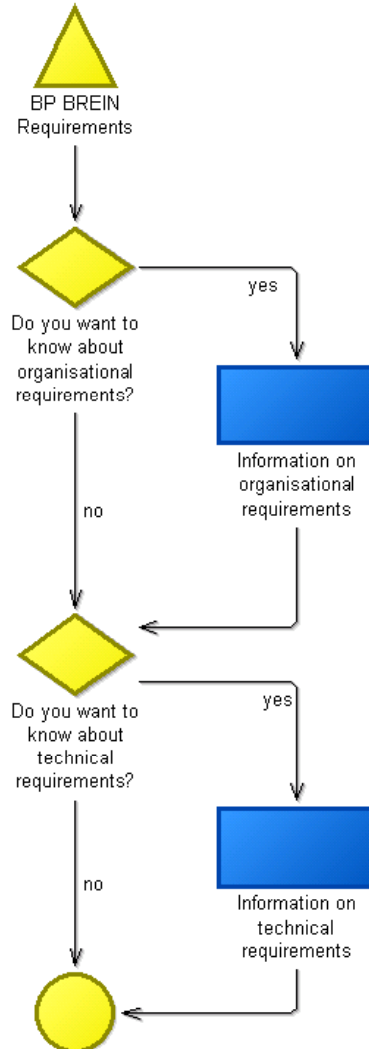 BP BREIN
Requirements
yes
Do you want to
know about
organisational
requirements?
Information on
organisational
requirements
no
Do you want to
know about
technical
requirements?
yes
no
Information on
technical
requirements